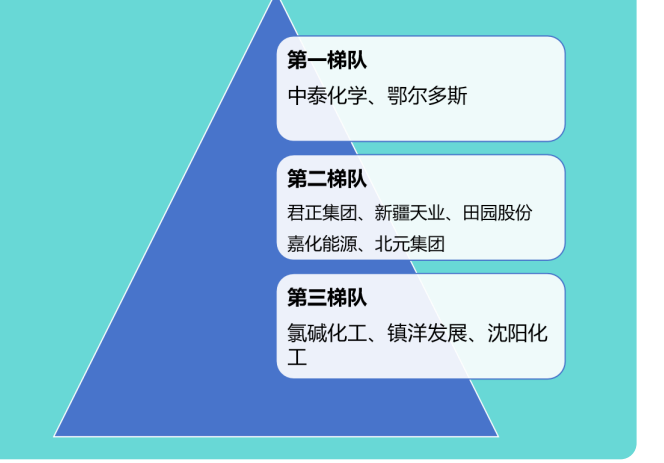 第一梯队
中泰化学、鄂尔多斯
第二梯队
君正集团、新疆天业、田园股份
嘉化能源、北元集团
第三梯队
氯碱化工、镇洋发展、沈阳化
工